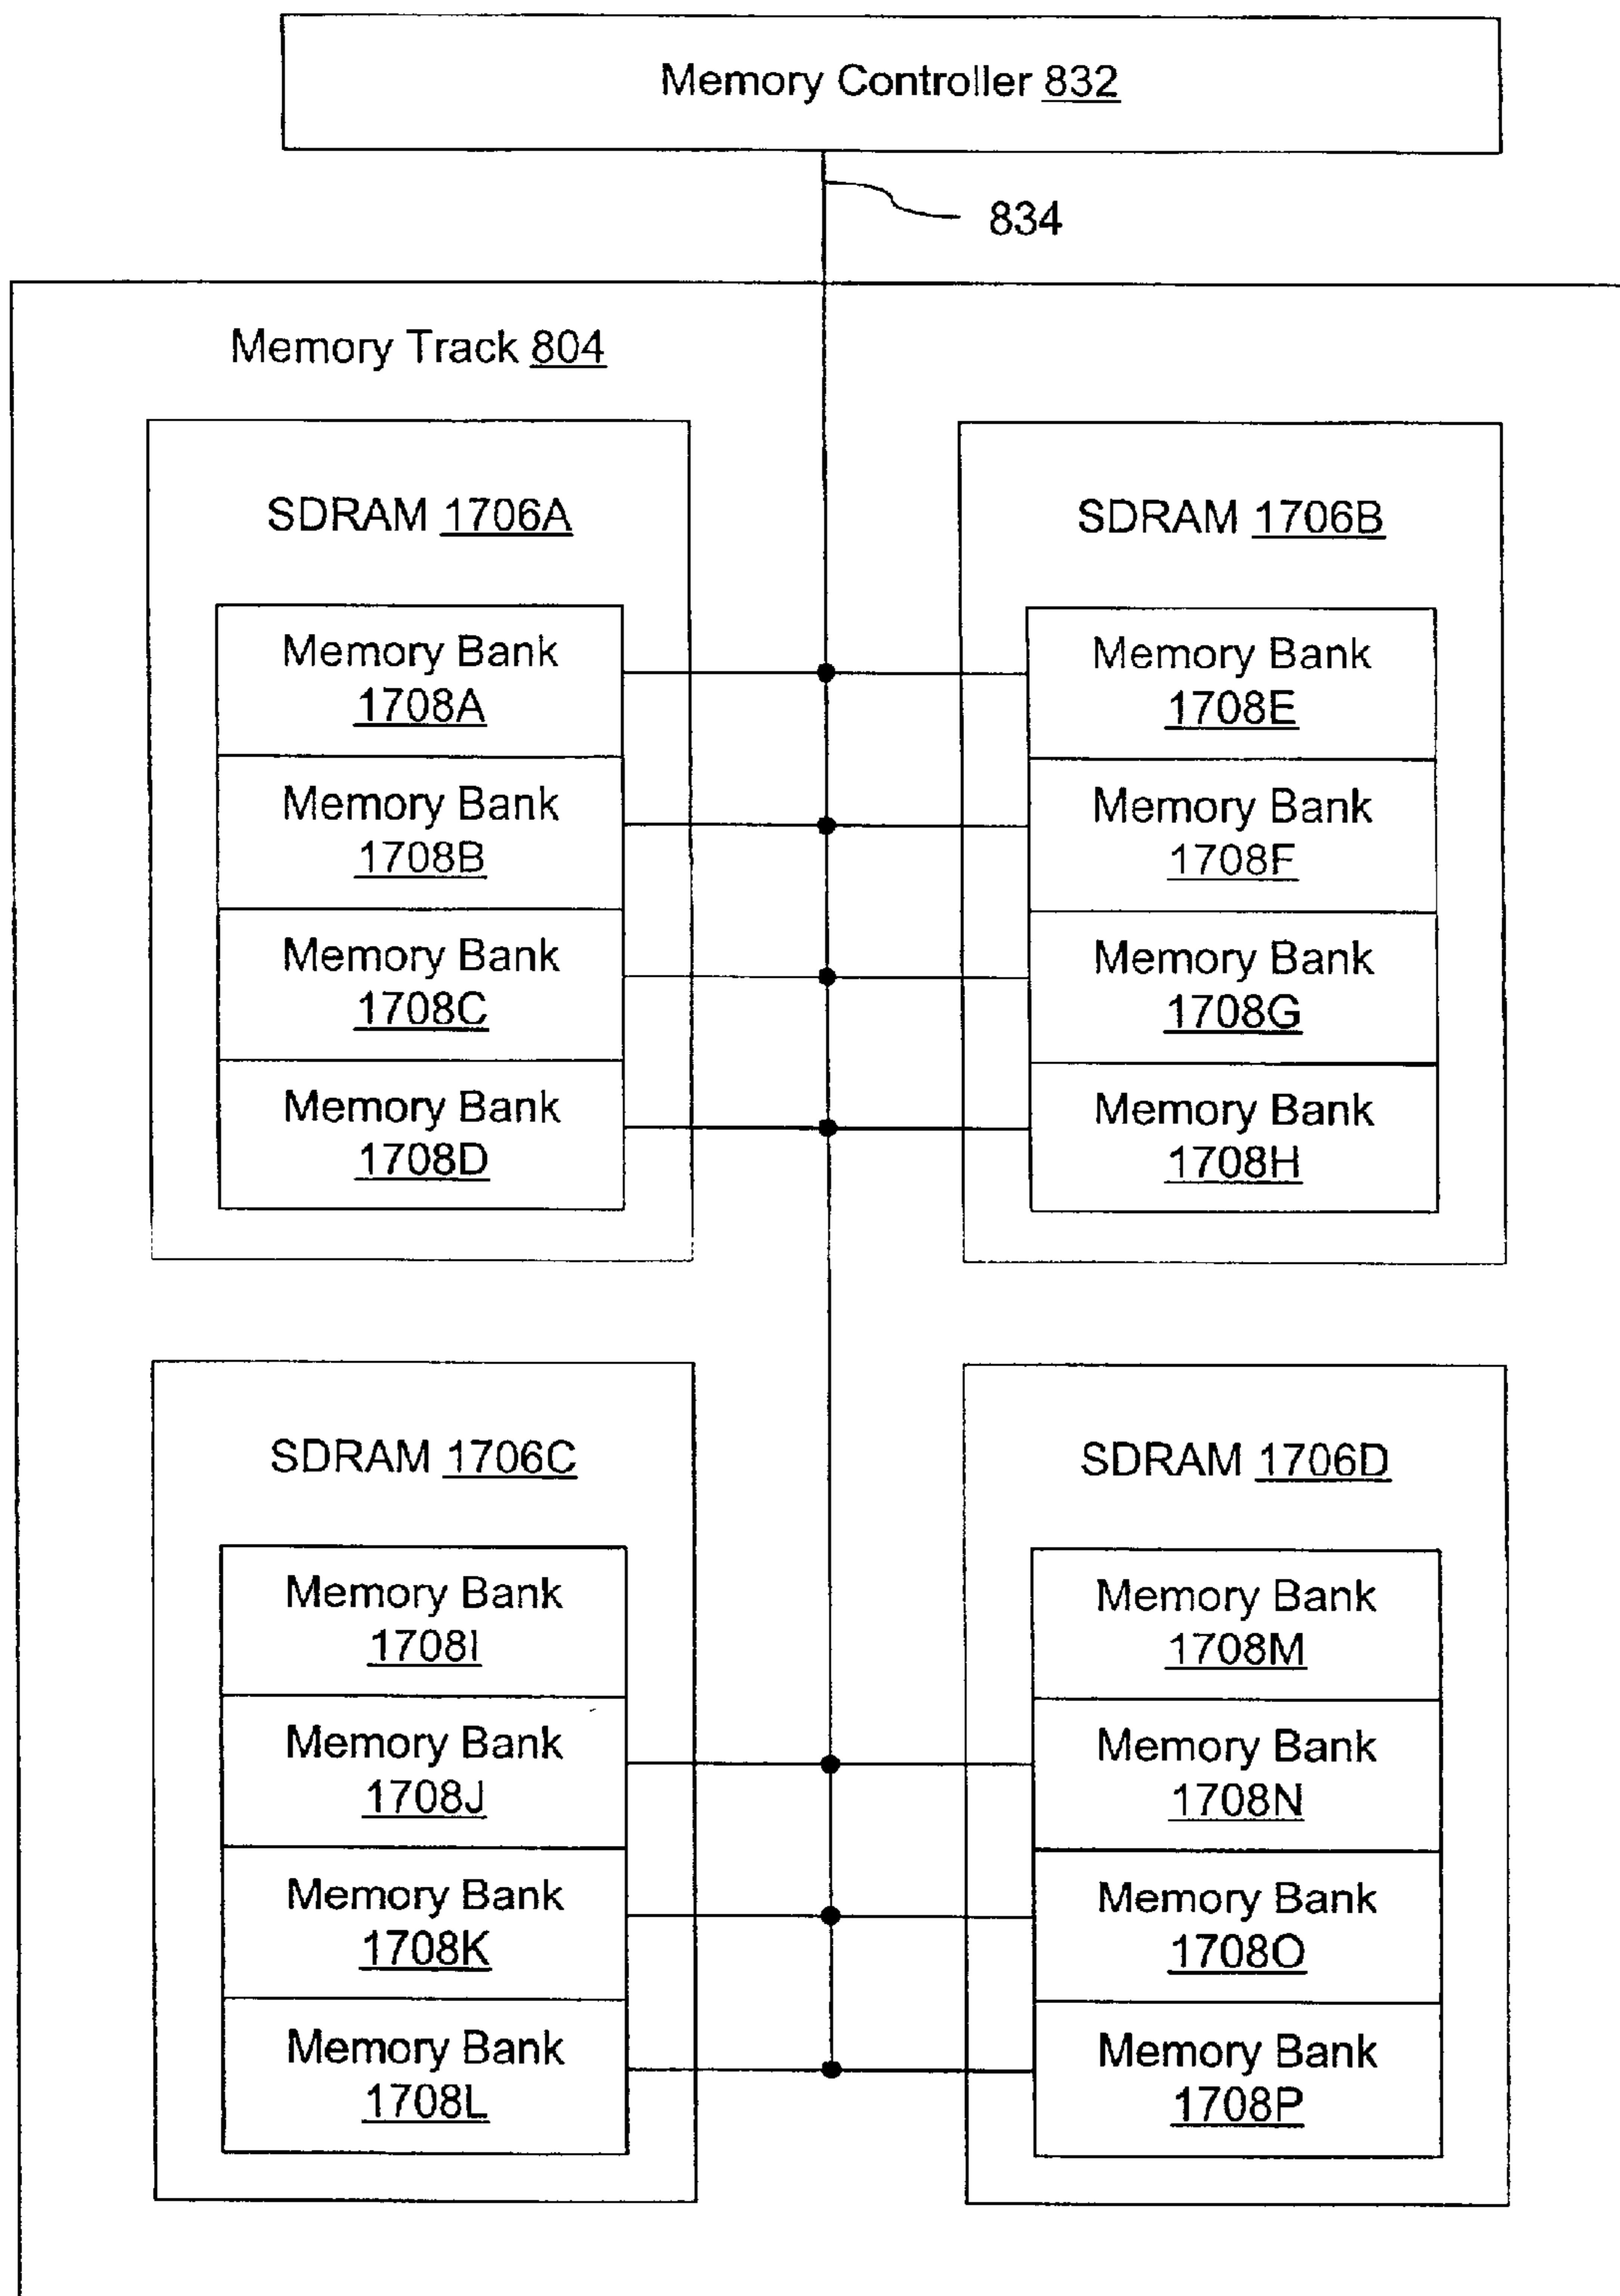 Memory Controller 832
834
Memory Track 804
SDRAM 1706A
Memory Bank
1708A
Memory Bank
1708B
Memory Bank
1708C
Memory Bank
1708D
SDRAM 1706B
Memory Bank
1708E
Memory Bank
1708F
Memory Bank
1708G
Memory Bank
1708H
SDRAM 1706C
Memory Bank
1708I
Memory Bank
1708J
Memory Bank
1708K
Memory Bank
1708L
SDRAM 1706D
Memory Bank
1708M
Memory Bank
1708N
Memory Bank
1708O
Memory Bank
1708P